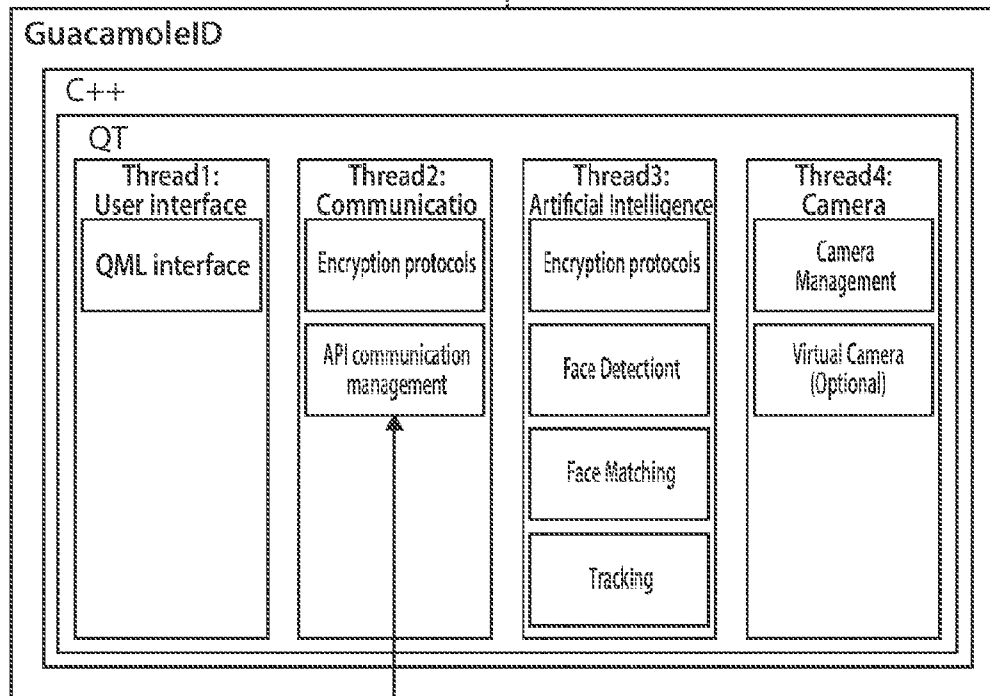 GuacamoleID
C++
QT
Thread1:
User interface
QML interface
Thread2:
Communicatio
Encryption protocols
API communication
management
Thread3:
Artificial Intelligence
Encryption protocols
Face Detectiont
Face Matching
Tracking
Thread4:
Camera
Camera
Management
Virtual Camera
(Optional)